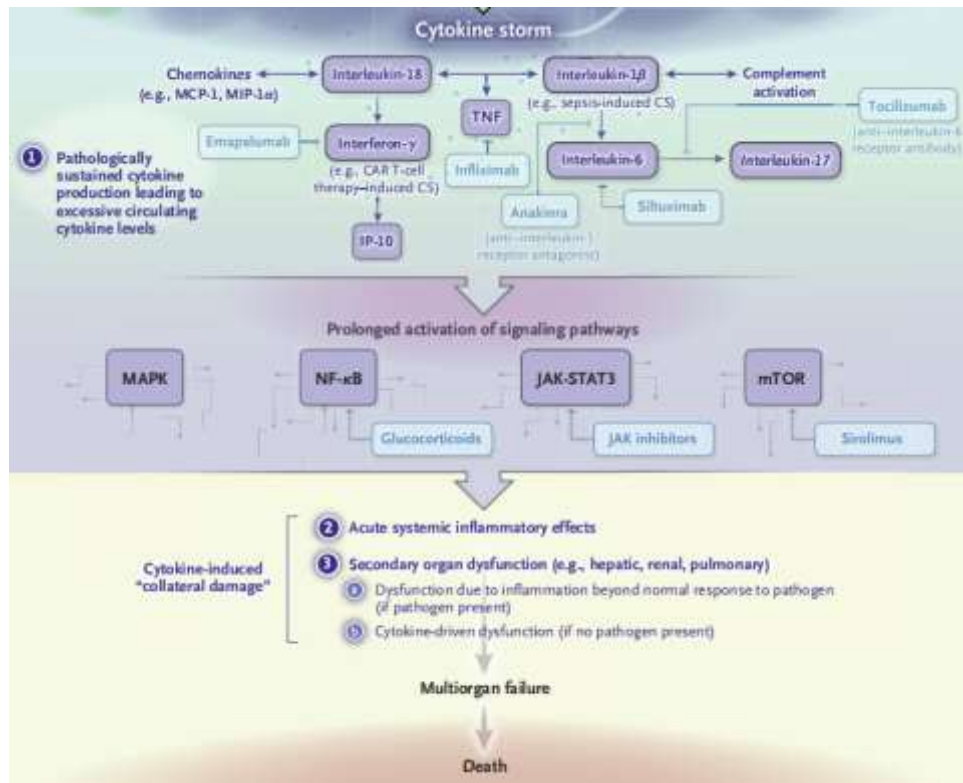 Cytokine storm
Chemokines
(e.g., MCP-1, MIP-1α)
Interleukin-18
Interleukin-1β
(e.g., sepsis-induced CS)
Complement
activation
TNF
Tocilizumab
(anti–interleukin-6
receptor antibody)
Emapalumab
Interferon-γ
(e.g., CAR T-cell
therapy–induced CS)
Infliximab
Interleukin-6
Interleukin-17
1 Pathologically
sustained cytokine
production leading to
excessive circulating
cytokine levels
Anakinra
(anti–interleukin-1
receptor antagonist)
Siltuximab
IP-10
Prolonged activation of signaling pathways
MAPK
NF-κB
JAK-STAT3
mTOR
Glucocorticoids
JAK inhibitors
Sirolimus
Cytokine-induced
“collateral damage”
2 Acute systemic inflammatory effects
3 Secondary organ dysfunction (e.g., hepatic, renal, pulmonary)
Dysfunction due to inflammation beyond normal response to pathogen
(if pathogen present)
Cytokine-driven dysfunction (if no pathogen present)
Multiorgan failure
Death